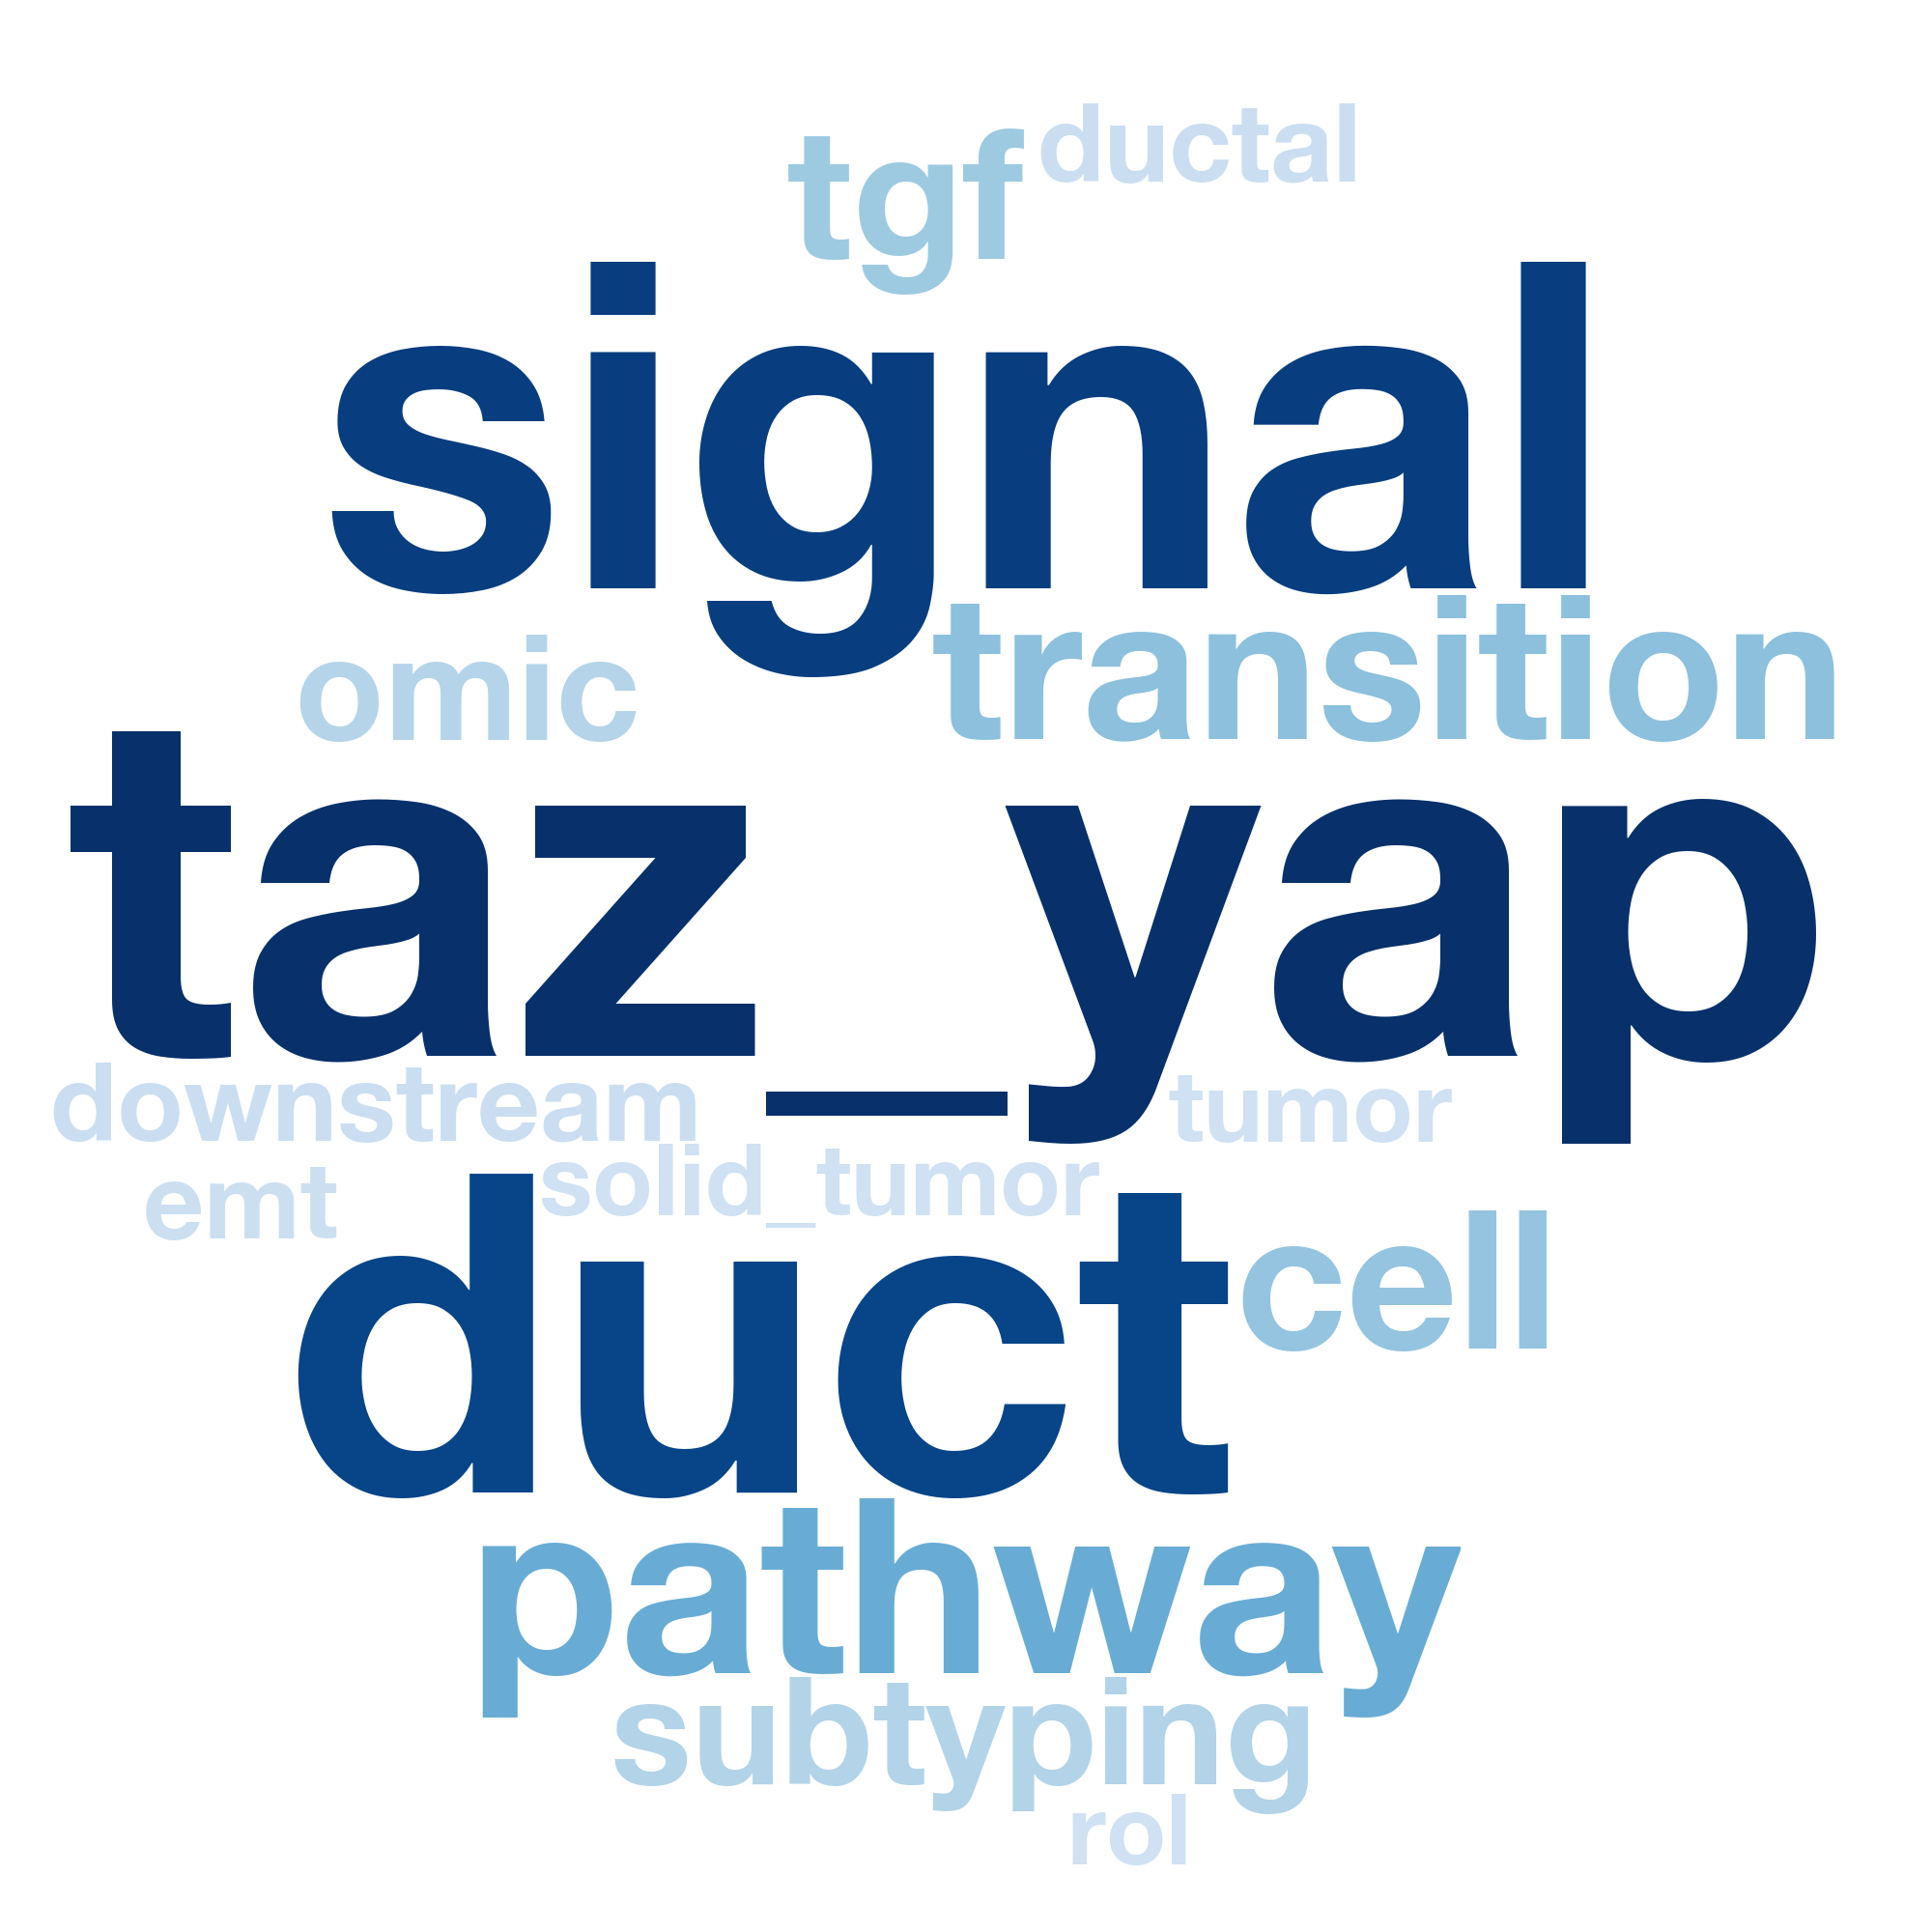 tgf ductal
signal
omic transition
taz_yap
downstream tumor
emt solid_tumor
duct cell
pathway
subtyping
rol